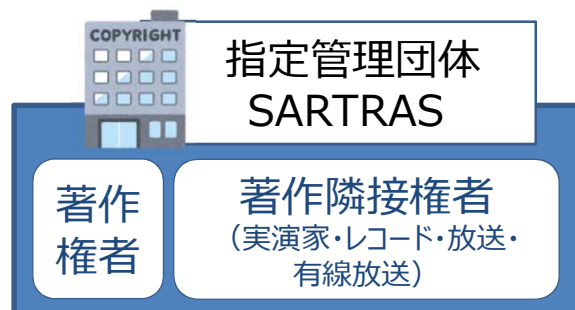 COPYRIGHT
指定管理団体
SARTRAS
著作
権者
著作隣接権者
（実演家・レコード・放送・
有線放送）